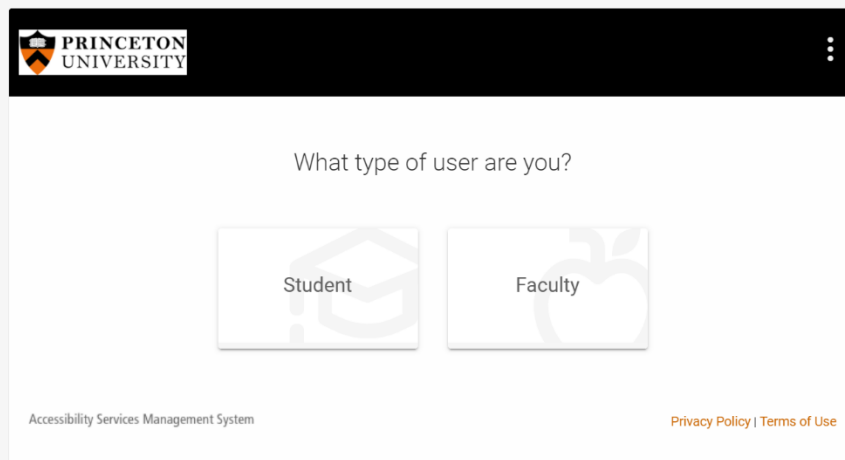 PRINCETON
UNIVERSITY
What type of user are you?
Student
Faculty
Accessibility Services Management System
Privacy Policy | Terms of Use